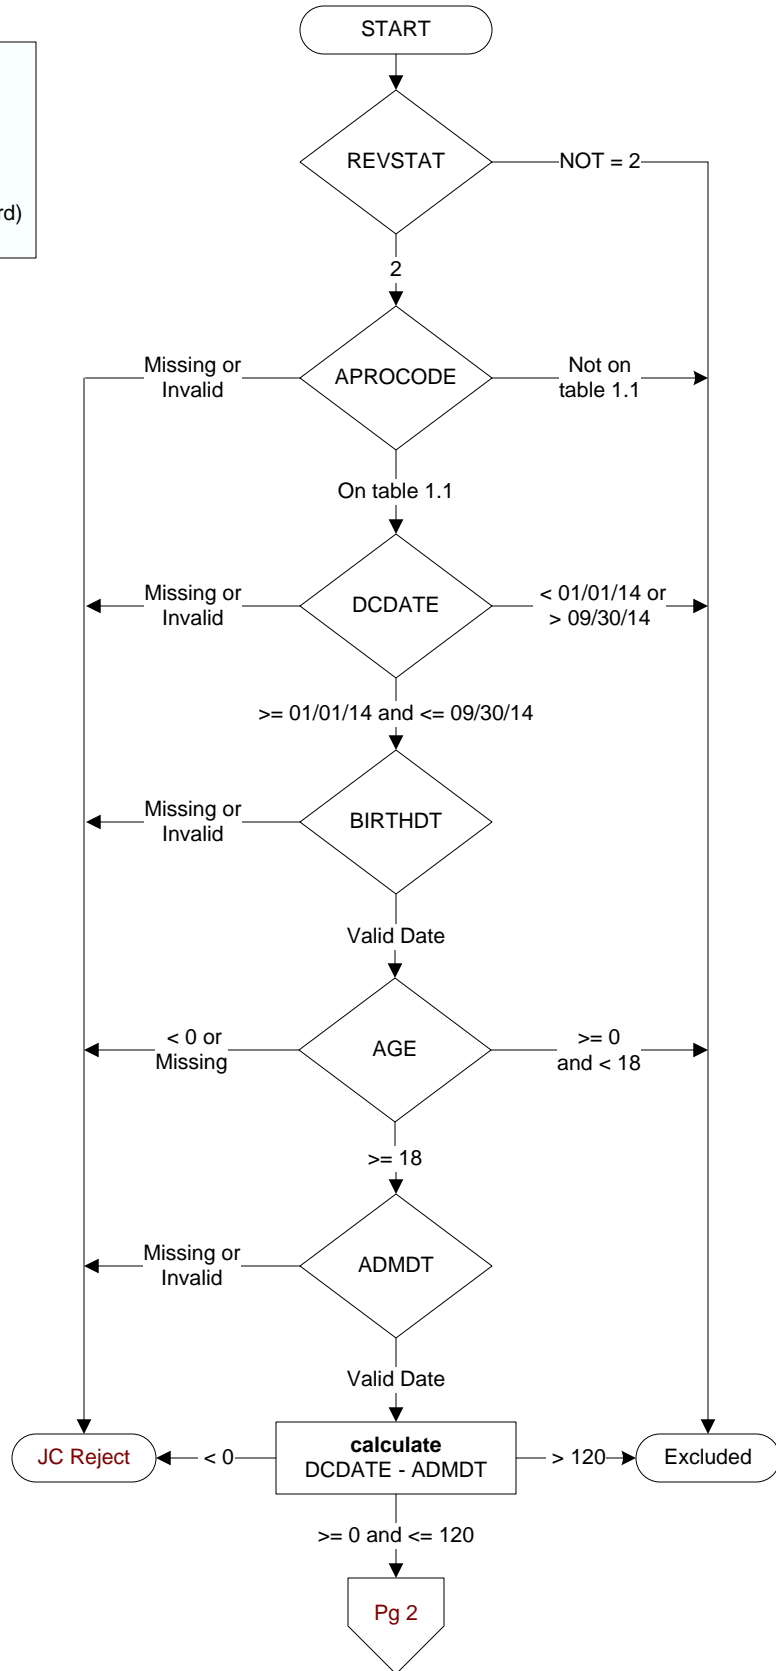 START
rd)
REVSTAT
NOT = 2
2
Missing or
Invalid
APROCODE
Not on
table 1.1
On table 1.1
Missing or
Invalid
DCDATE
< 01/01/14 or
> 09/30/14
>= 01/01/14 and <= 09/30/14
Missing or
Invalid
BIRTHDT
Valid Date
< 0 or
Missing
AGE
>= 0
and < 18
>= 18
Missing or
Invalid
ADMDT
Valid Date
JC Reject
< 0
calculate
DCDATE - ADMDT
> 120
Excluded
>= 0 and <= 120
Pg 2